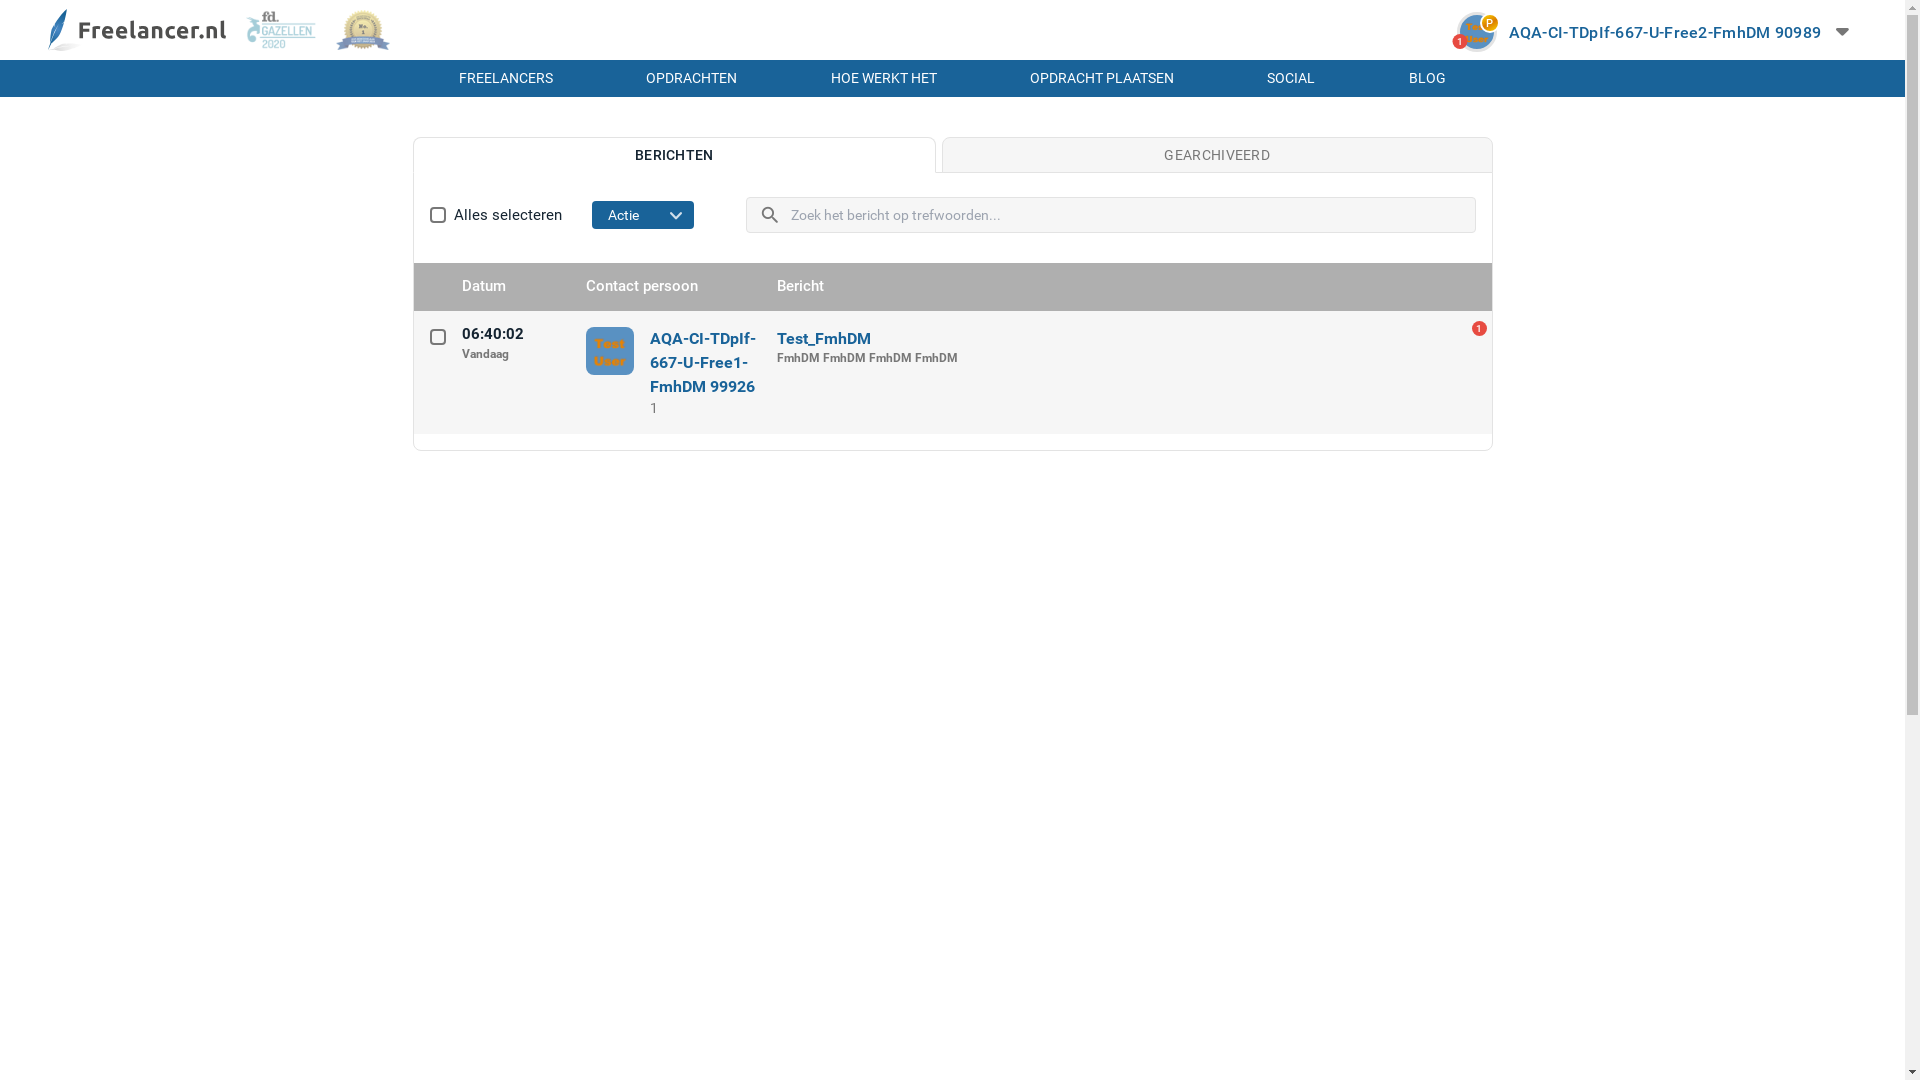 Freelancer.nl
fd.
GAZELLEN
2020
No.
1
P
1
AQA-CI-TDpIf-667-U-Free2-FmhDM 90989
FREELANCERS
OPDRACHTEN
HOE WERKT HET
OPDRACHT PLAATSEN
SOCIAL
BLOG
BERICHTEN
GEARCHIVEERD
Alles selecteren
Actie
Zoek het bericht op trefwoorden...
Datum
Contact persoon
Bericht
06:40:02
Vandaag
Test
User
AQA-CI-TDpIf-
667-U-Free1-
FmhDM 99926
1
Test_FmhDM
FmhDM FmhDM FmhDM FmhDM
1